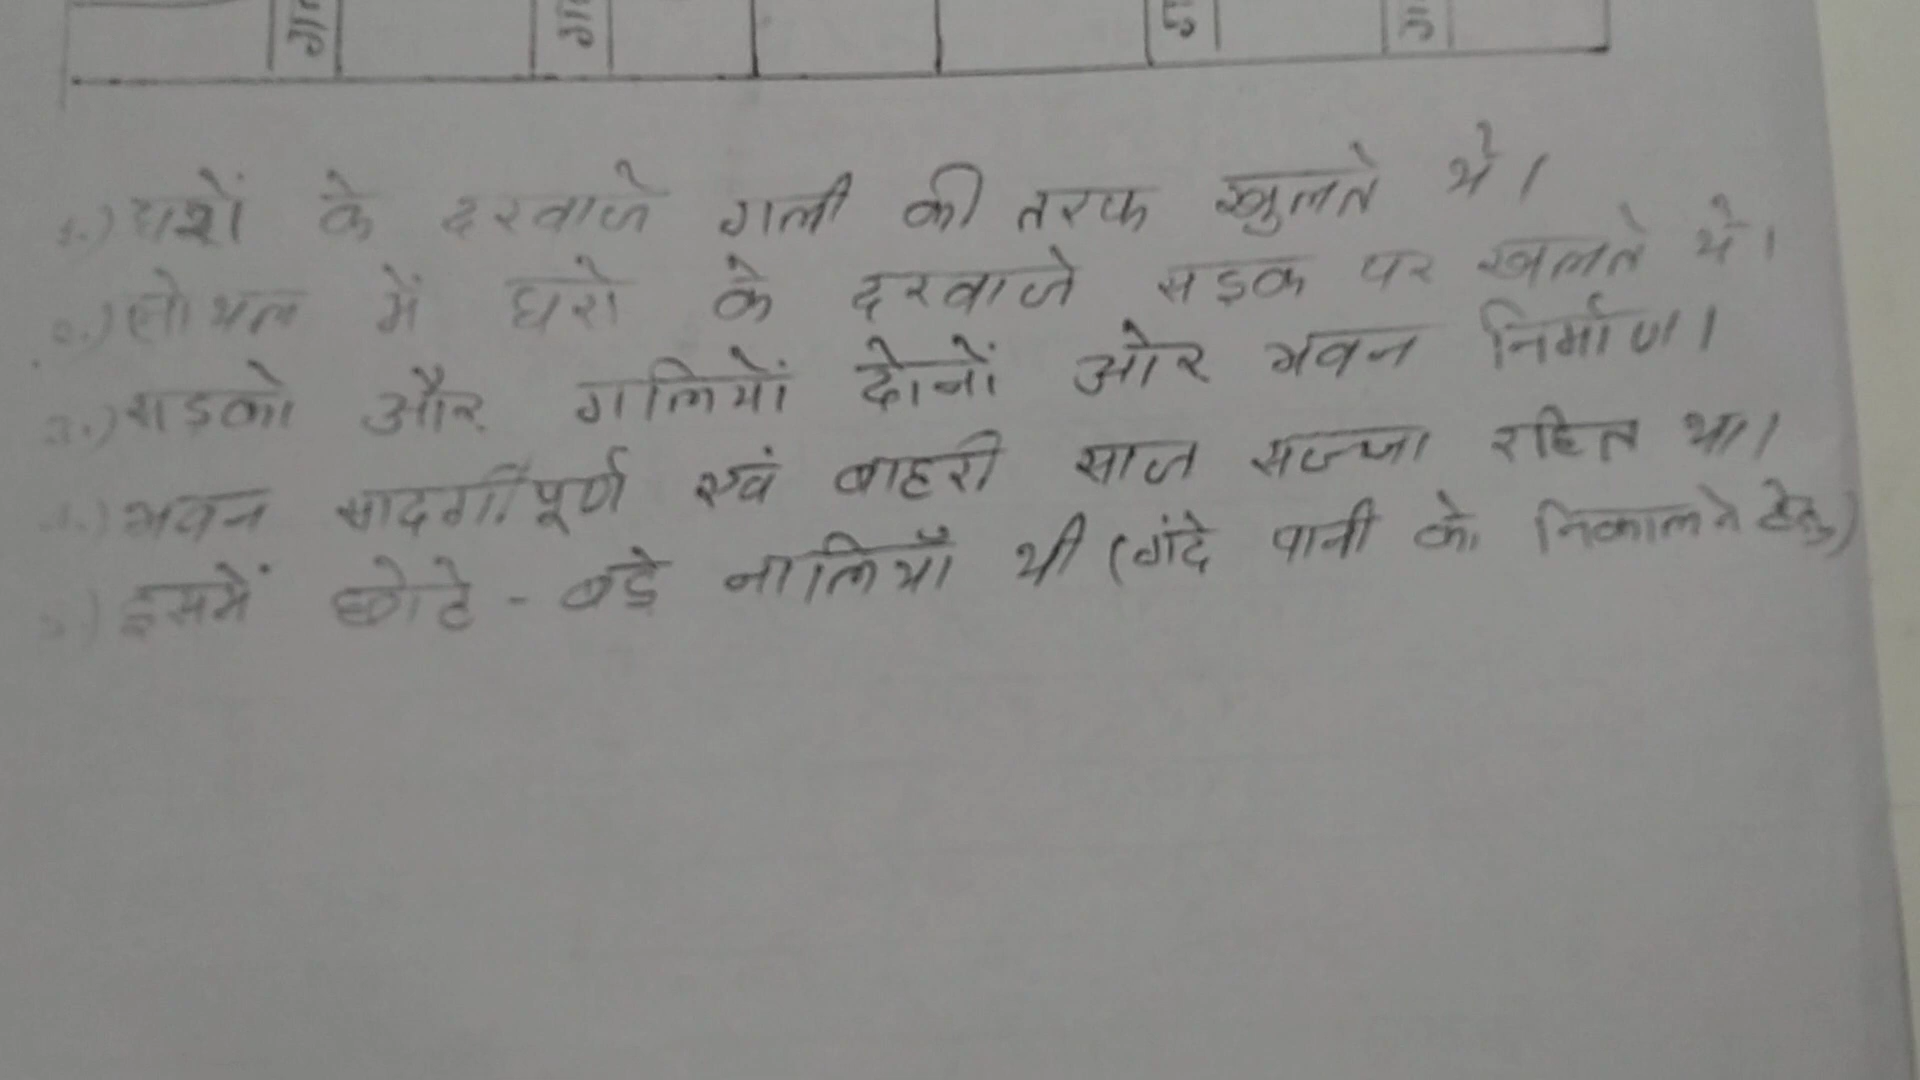 1.) घरों के दरवाजे गली की तरफ खुलते थे।
2.) लोथल में घरो के दरवाजे सड़क पर खुलते थे।
3.) सड़को और गलियों दोनों ओर भवन निर्माण।
4.) भवन सादगीपूर्ण एवं बाहरी साज सज्जा रहित था।
5.) इसमें छोटे - बड़े नालियाँ थी (गंदे पानी को निकालने हेतु)